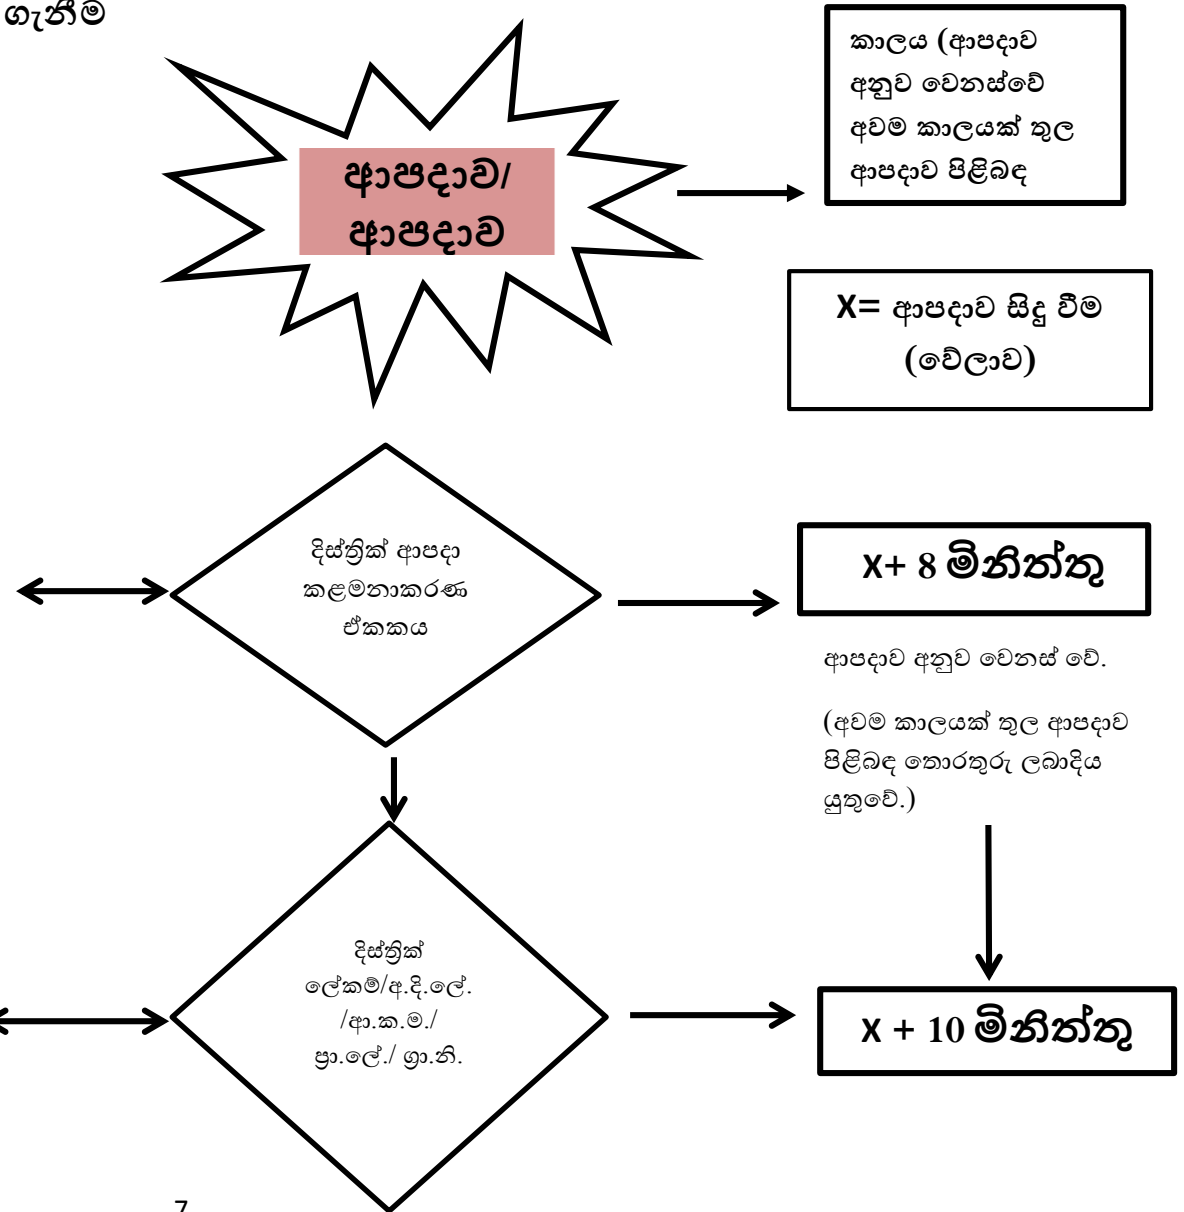 ගැනීම
කාලය (ආපදාව
අනුව වෙනස්වේ
අවම කාලයක් තුල
ආපදාව පිළිබඳ
ආපදාව/
ආපදාව
X= ආපදාව සිදු වීම
(වේලාව)
දිස්ත්‍රික් ආපදා
කළමනාකරණ
ඒකකය
X+ 8 මිනිත්තු
ආපදාව අනුව වෙනස් වේ.
(අවම කාලයක් තුල ආපදාව
පිළිබඳ තොරතුරු ලබාදිය
යුතුවේ.)
දිස්ත්‍රික්
ලේකම්/අ.දි.ලේ.
/ආ.ක.ම./
ප්‍රා.ලේ./ ග්‍රා.නි.
X + 10 මිනිත්තු
7